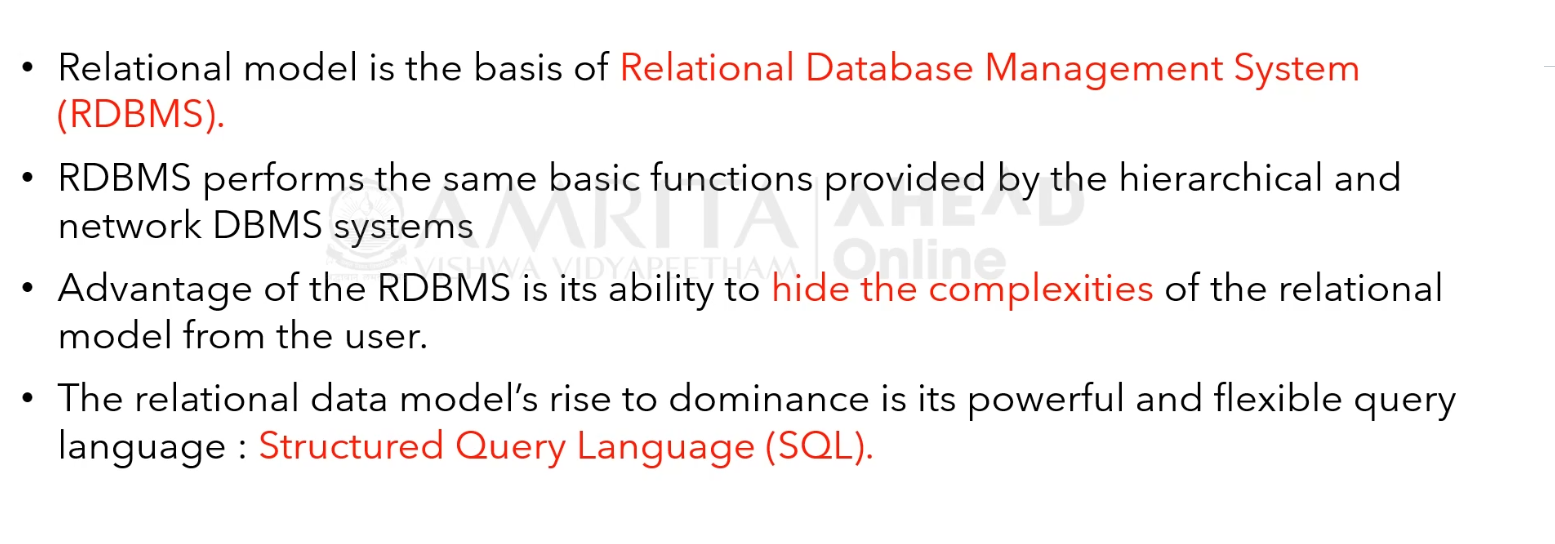 • Relational model is the basis of Relational Database Management System
(RDBMS).
• RDBMS performs the same basic functions provided by the hierarchical and
network DBMS systems
• Advantage of the RDBMS is its ability to hide the complexities of the relational
model from the user.
• The relational data model’s rise to dominance is its powerful and flexible query
language : Structured Query Language (SQL).
AMRITA
VISHWA VIDYAPEETHAM
AHEAD
Online